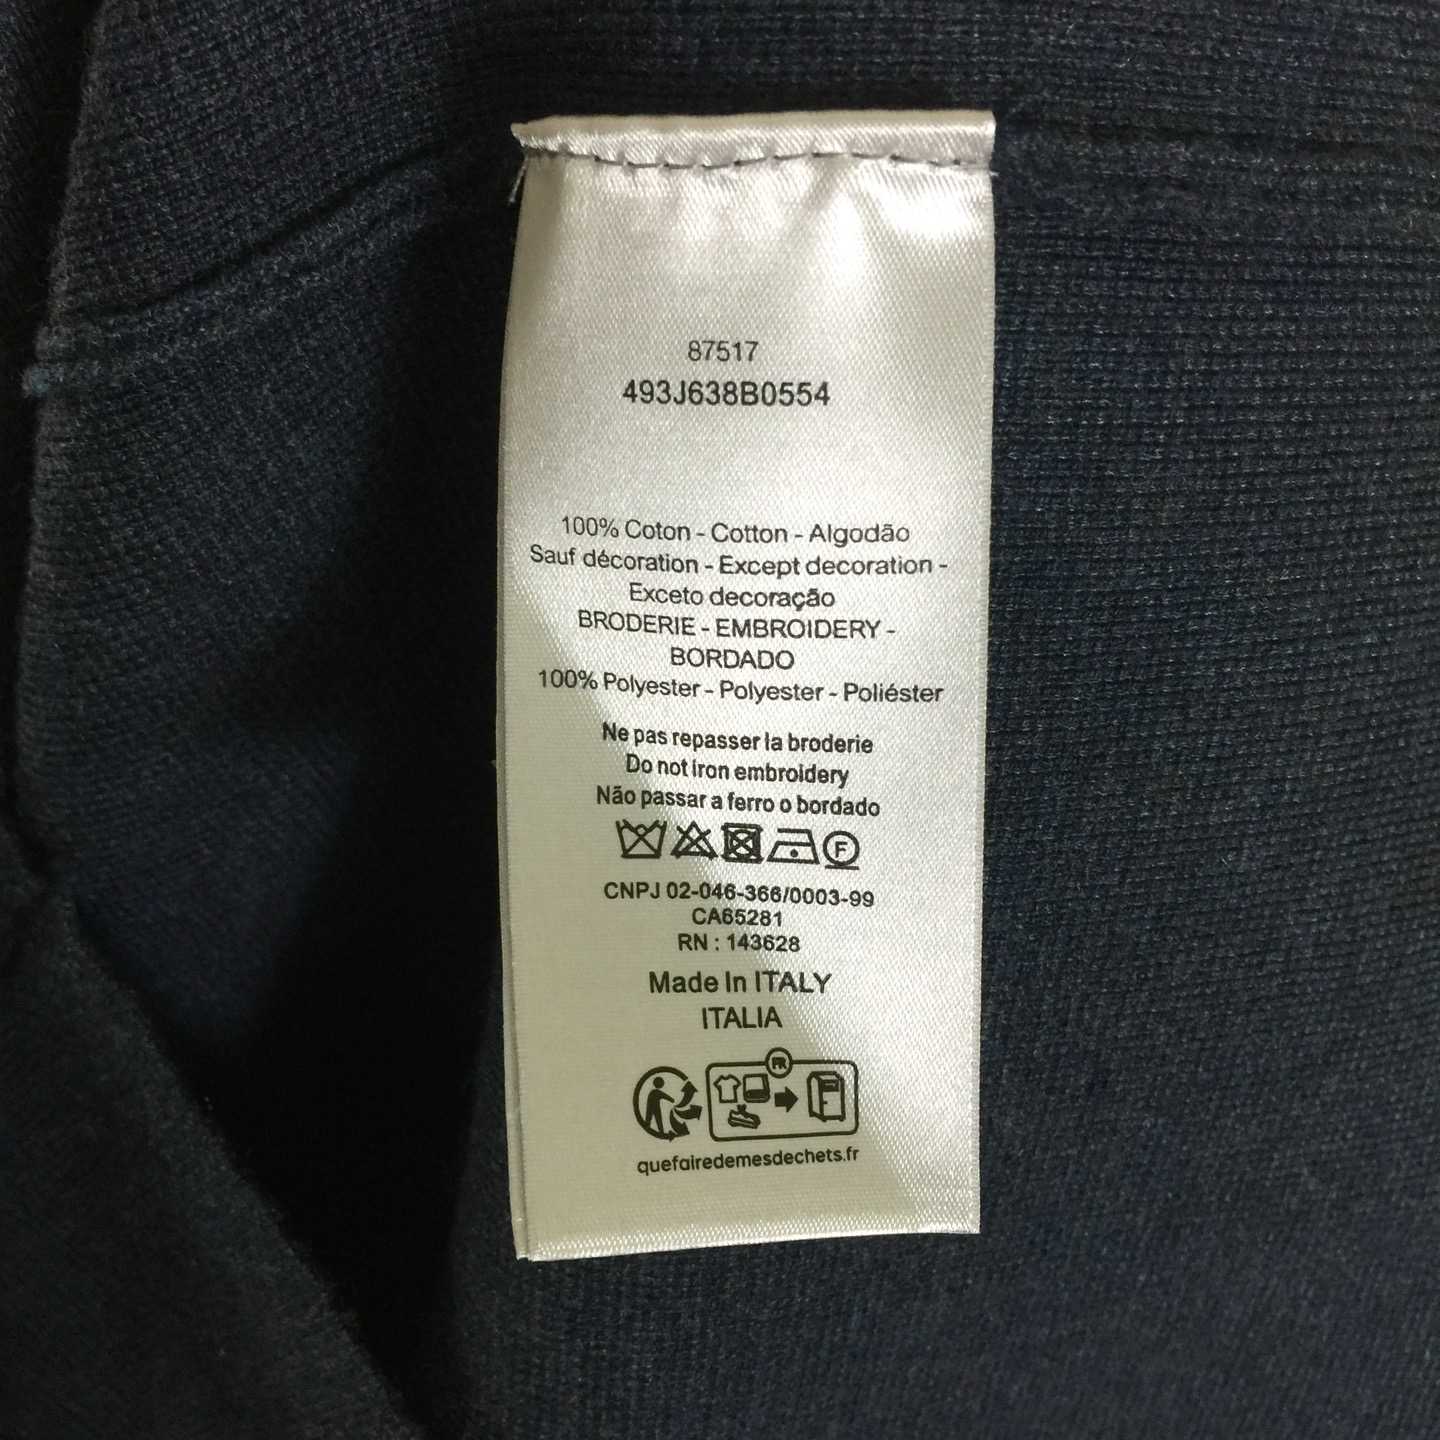 87517
493J638B0554
100% Coton - Cotton - Algodão
Sauf décoration - Except decoration -
Exceto decoração
BRODERIE - EMBROIDERY -
BORDADO
100% Polyester - Polyester - Poliéster
Ne pas repasser la broderie
Do not iron embroidery
Não passar a ferro o bordado
F
CNPJ 02-046-366/0003-99
CA65281
RN : 143628
Made In ITALY
ITALIA
FR
quefairedemesdechets.fr